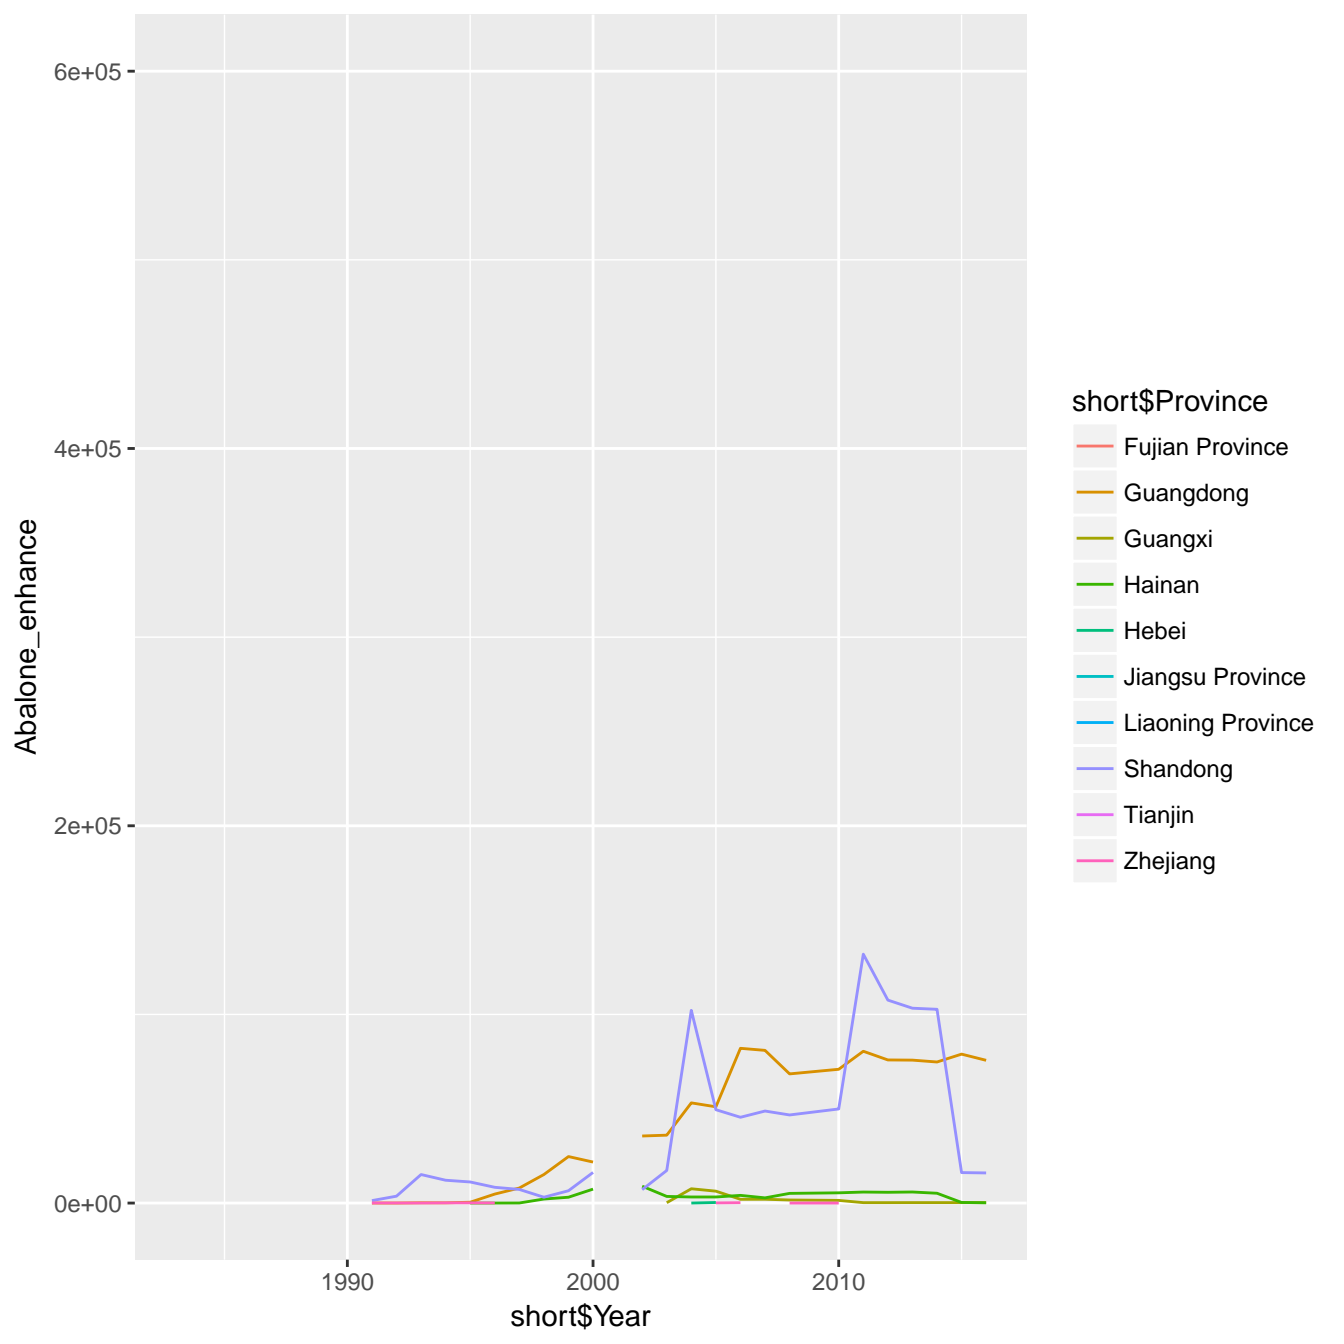 6e+05
4e+05
2e+05
0e+00
Abalone_enhance
1990
2000
2010
short$Year
short$Province
Fujian Province
Guangdong
Guangxi
Hainan
Hebei
Jiangsu Province
Liaoning Province
Shandong
Tianjin
Zhejiang